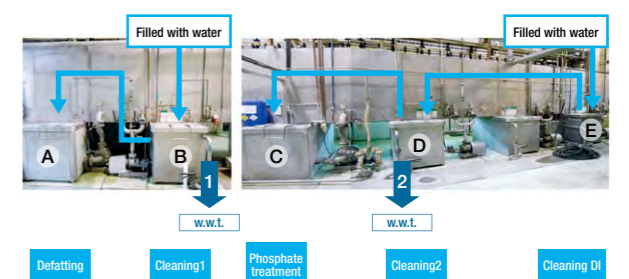 Filled with water
Filled with water
A
B
C
D
E
1
2
w.w.t.
w.w.t.
Defatting
Cleaning1
Phosphate
treatment
Cleaning2
Cleaning DI